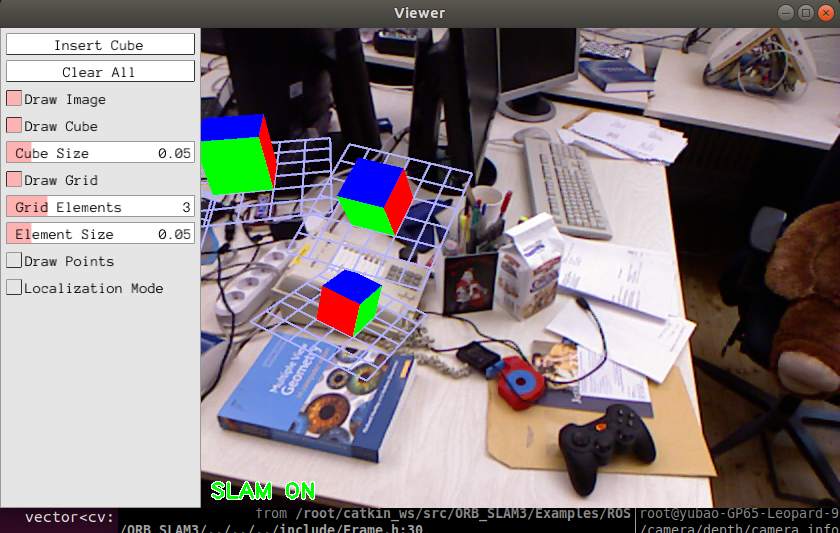 Viewer
Insert Cube
Clear All
Draw Image
Draw Cube
Cube Size 0.05
Draw Grid
Grid Elements 3
Element Size 0.05
Draw Points
Localization Mode
Multiple View
Geometry
SLAM ON
vector<cv:
from /root/catkin_ws/src/ORB_SLAM3/Examples/ROS
/ORB_SLAM3/../../../include/Frame.h:30
root@yubao-GP65-Leopard-9
/camera/depth/camera_info